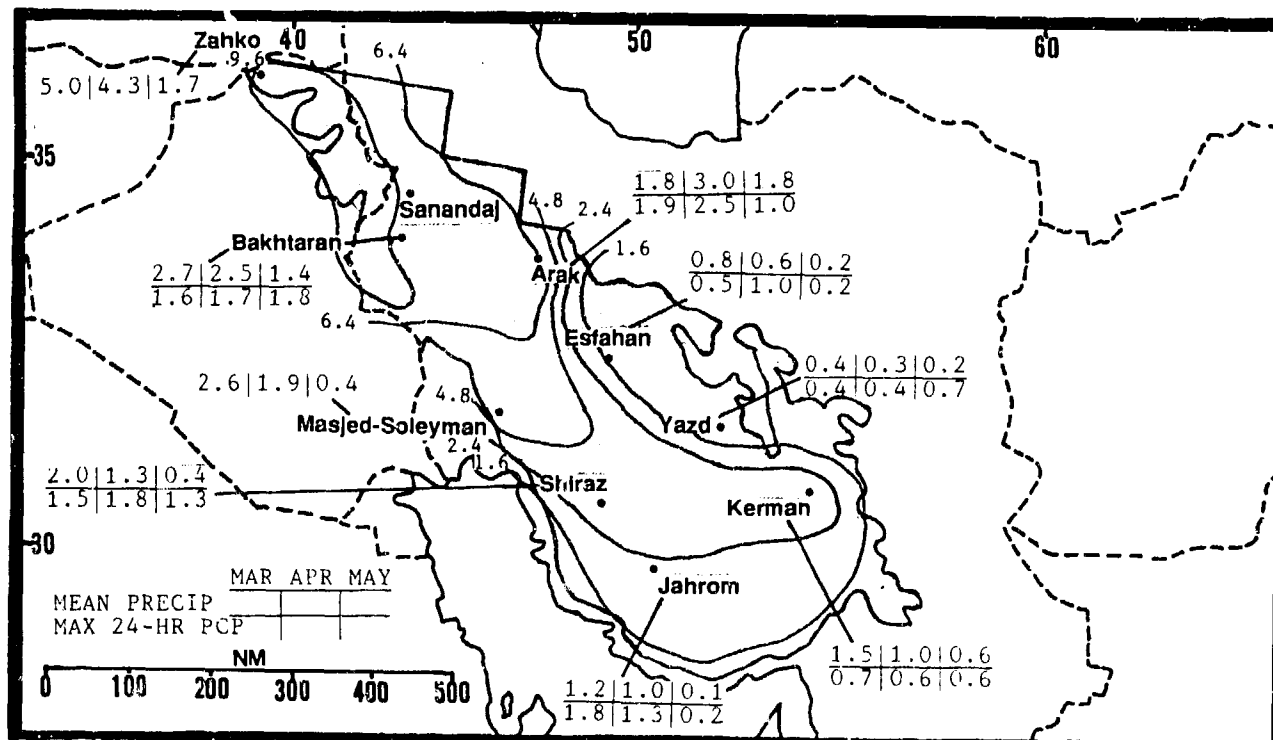 40
50
60
Zahko
.9.6
6.4
5.0|4.3|1.7
35
1.8|3.0|1.8
1.9|2.5|1.0
4.8
2.4
Sanandaj
1.6
Bakhtaran
0.8|0.6|0.2
0.5|1.0|0.2
Arak
2.7|2.5|1.4
1.6|1.7|1.8
6.4
Esfahan
0.4|0.3|0.2
0.4|0.4|0.7
2.6|1.9|0.4
4.8
Masjed-Soleyman
Yazd
2.4
1.6
2.0|1.3|0.4
1.5|1.8|1.3
Shiraz
Kerman
30
Jahrom
MAR APR MAY
MEAN PRECIP
MAX 24-HR PCP
NM
0 100 200 300 400 500
1.5|1.0|0.6
0.7|0.6|0.6
1.2|1.0|0.1
1.8|1.3|0.2